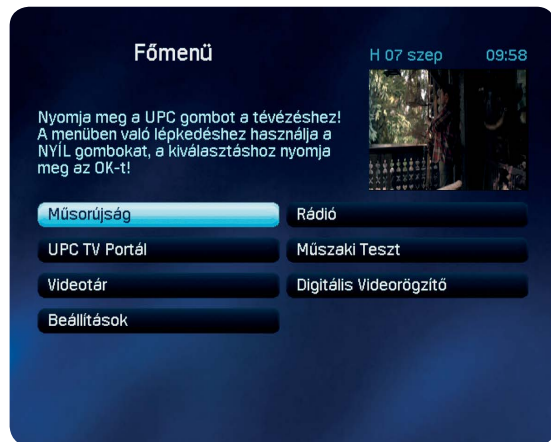 Főmenü
H 07 szep 09:58
Nyomja meg a UPC gombot a tévézéshez!
A menüben való lépkedéshez használja a
NYÍL gombokat, a kiválasztáshoz nyomja
meg az OK-t!
Műsorújság
Rádió
UPC TV Portál
Műszaki Teszt
Videotár
Digitális Videorögzítő
Beállítások